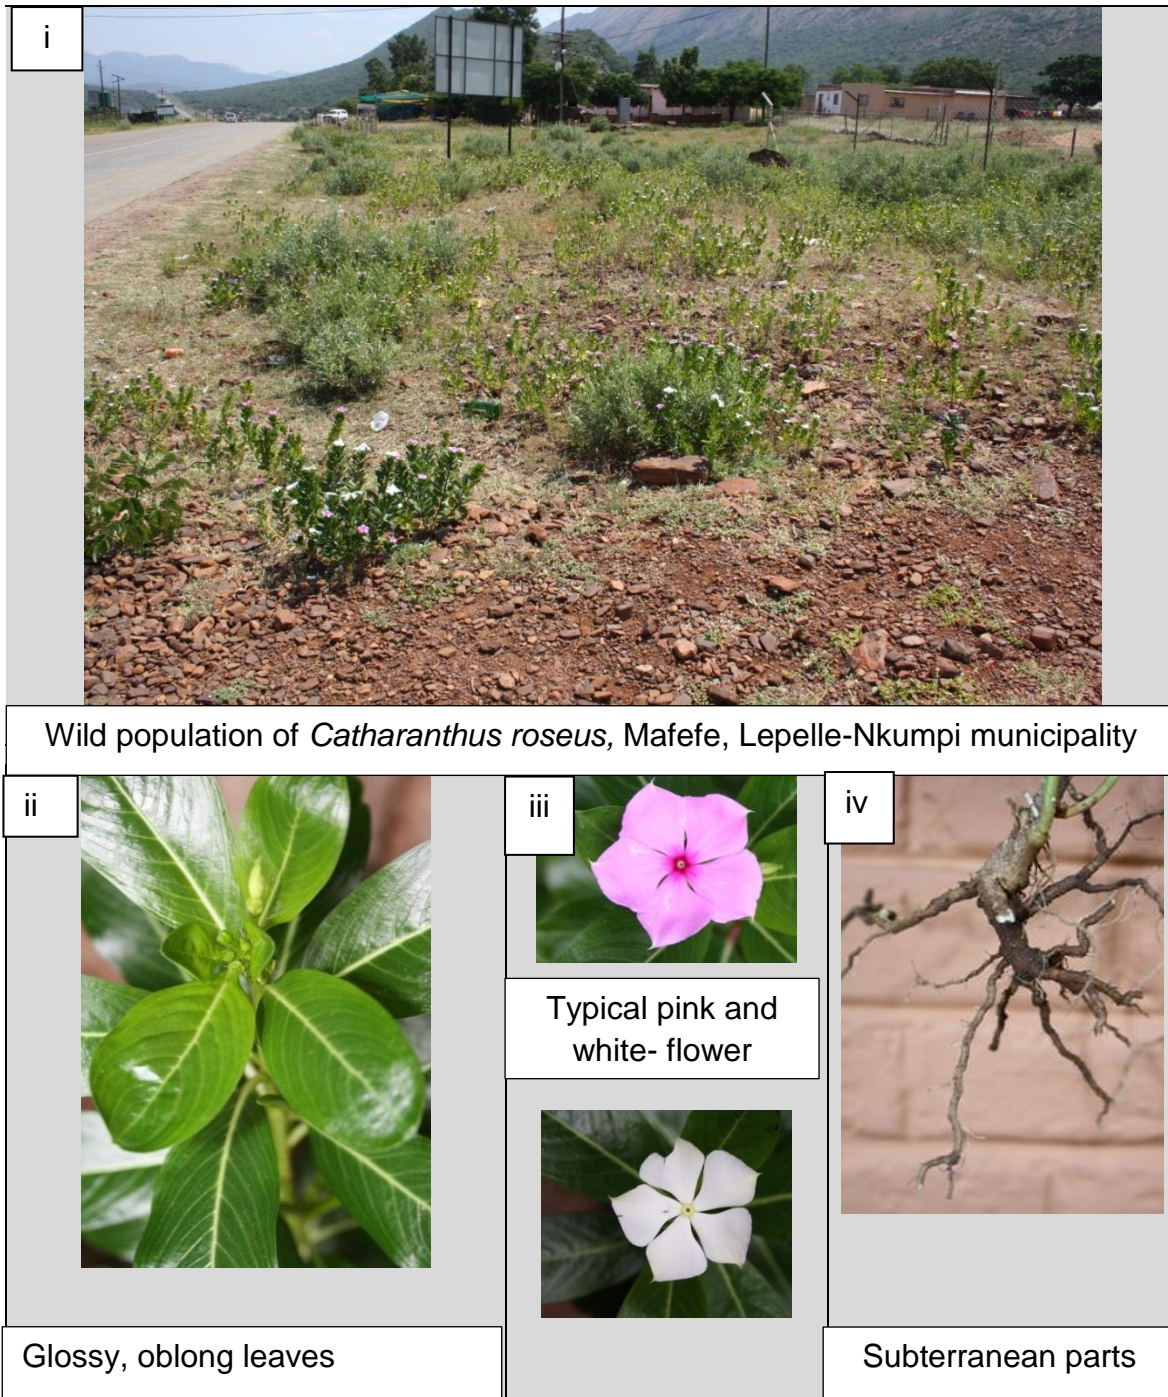 i
Wild population of Catharanthus roseus, Mafefe, Lepelle-Nkumpi municipality
ii
Glossy, oblong leaves
iii
Typical pink and
white- flower
iv
Subterranean parts